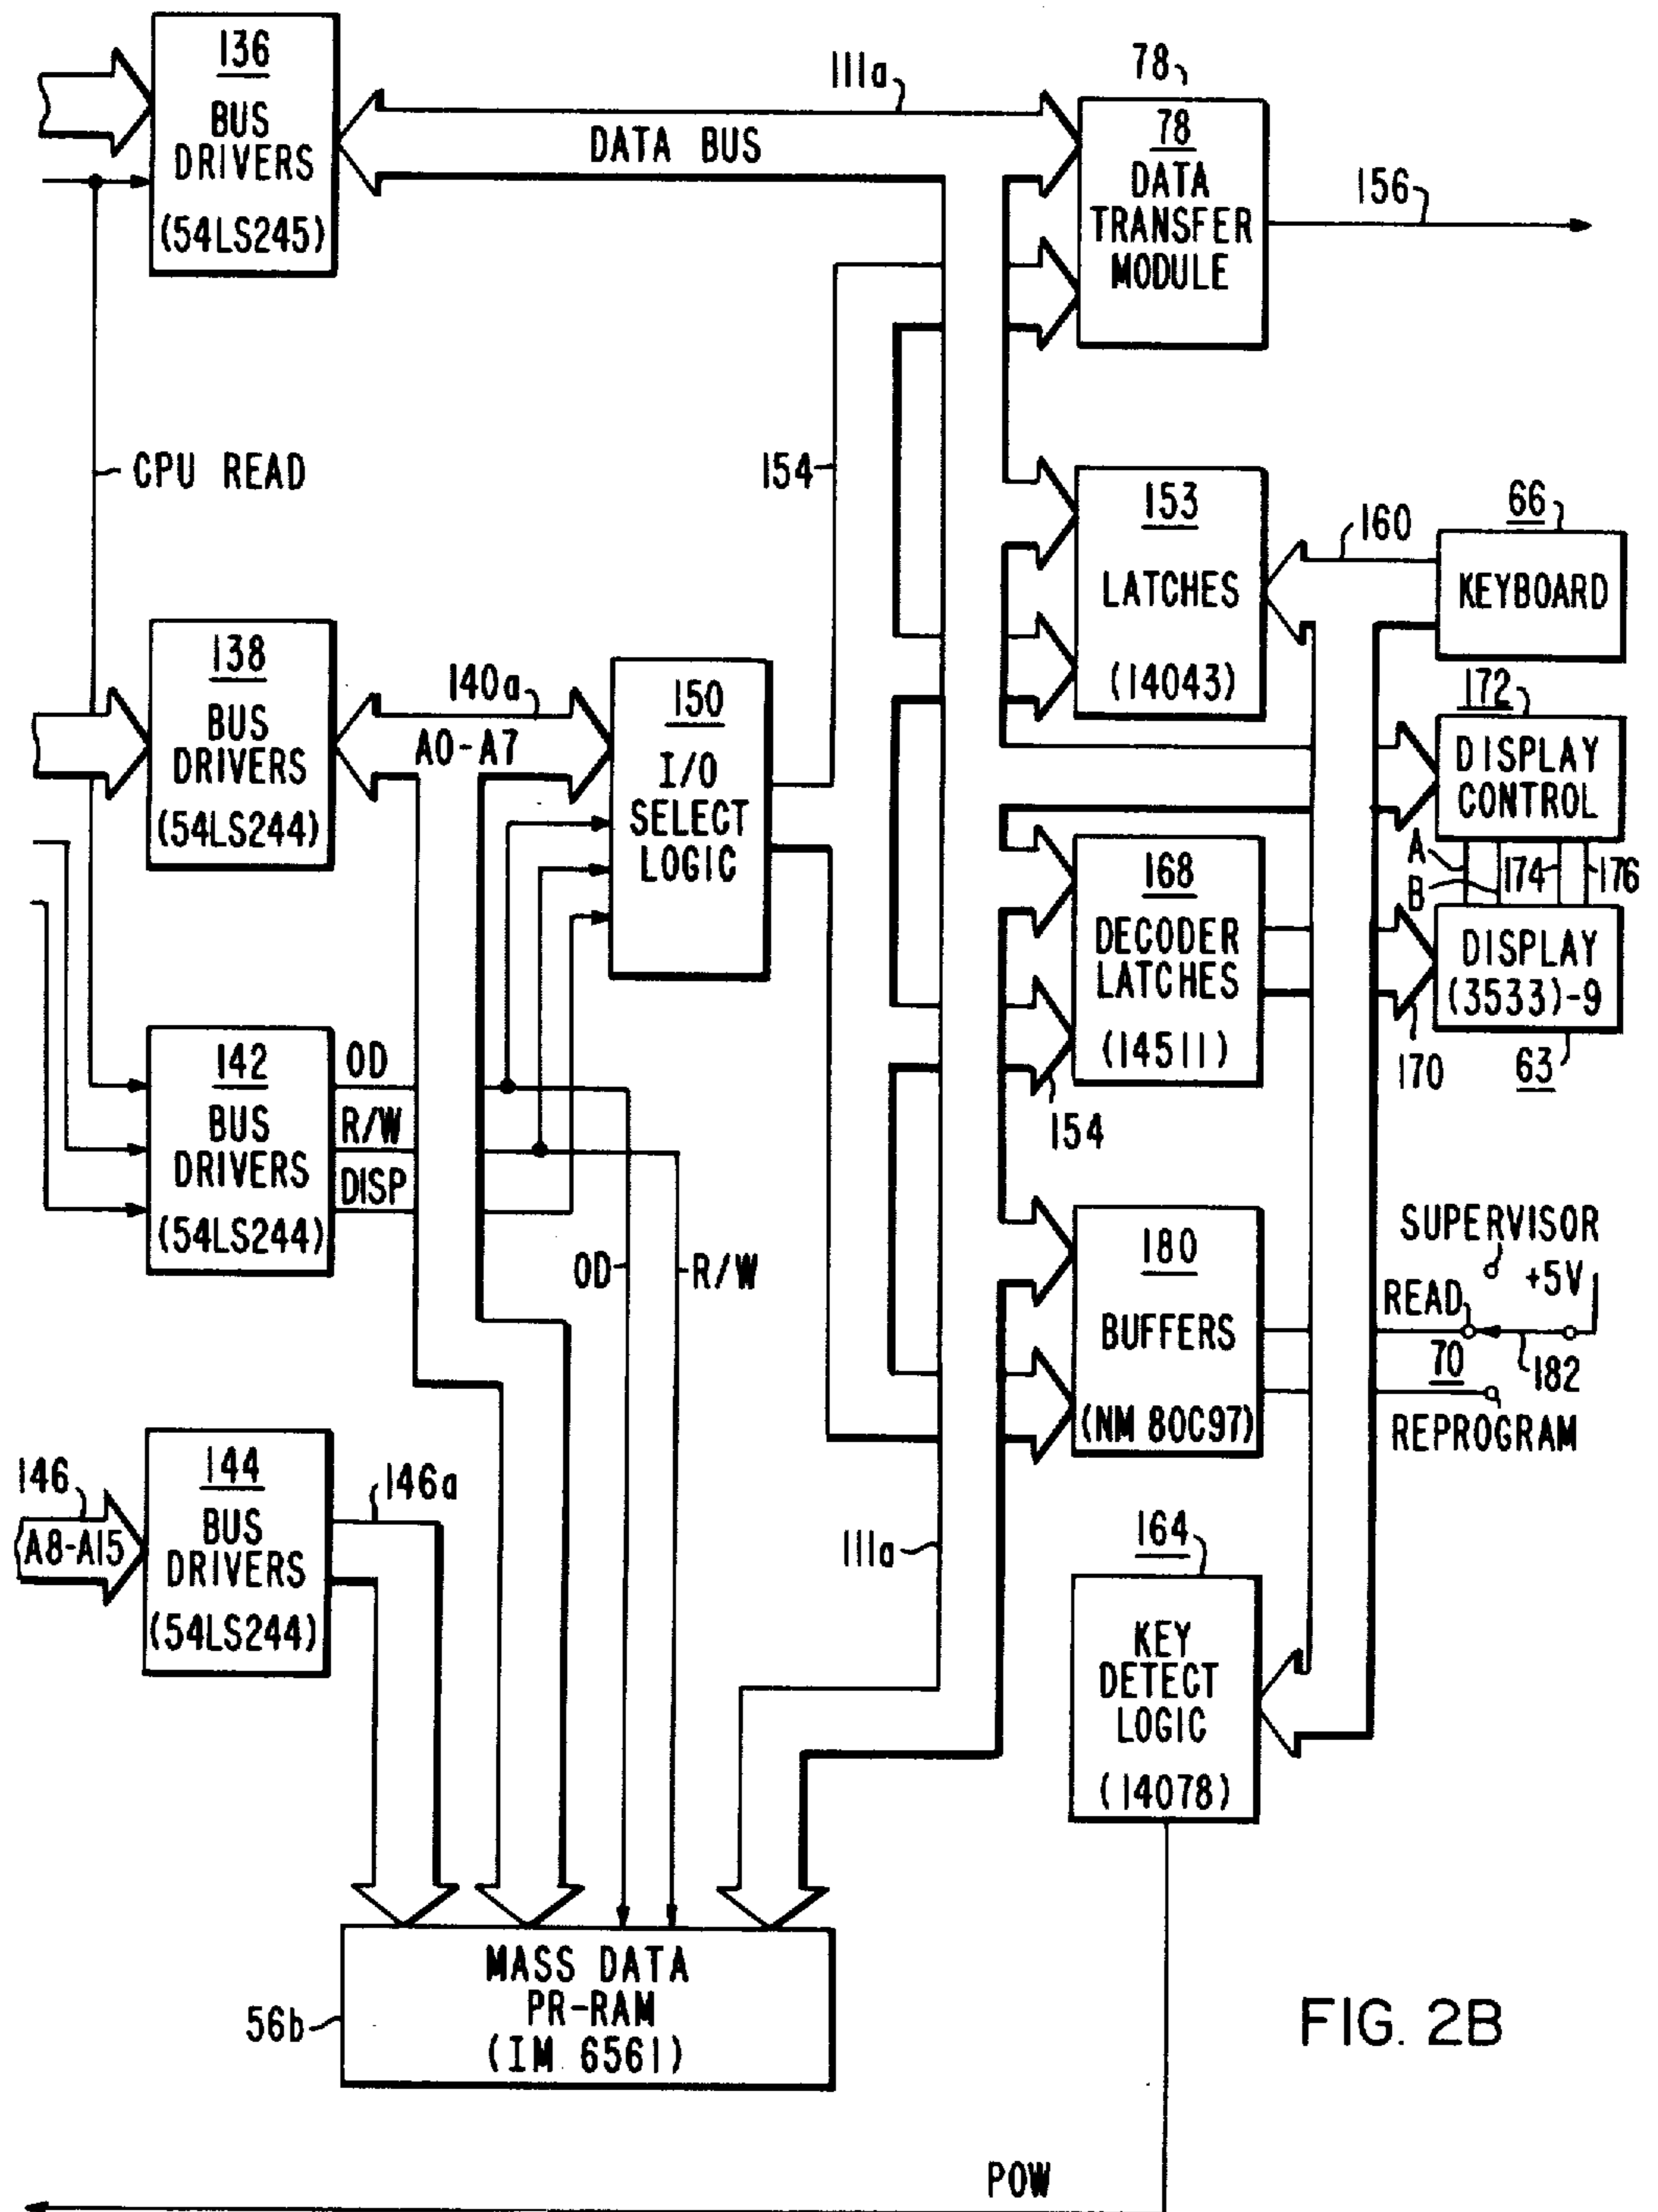 136
BUS
DRIVERS
(54LS245)
111a
DATA BUS
78
78
DATA
TRANSFER
MODULE
156
CPU READ
154
153
LATCHES
(14043)
160
66
KEYBOARD
138
BUS
DRIVERS
(54LS244)
140a
A0-A7
150
I/O
SELECT
LOGIC
172
DISPLAY
CONTROL
A
B
174
176
168
DECODER
LATCHES
(14511)
154
DISPLAY
(3533)-9
170
63
142
BUS
DRIVERS
(54LS244)
OD
R/W
DISP
OD
R/W
180
BUFFERS
(NM 80C97)
SUPERVISOR
+5V
READ
70
182
REPROGRAM
146
A8-A15
144
BUS
DRIVERS
(54LS244)
146a
111a
164
KEY
DETECT
LOGIC
(14078)
MASS DATA
PR-RAM
(IM 6561)
56b
FIG. 2B
POW